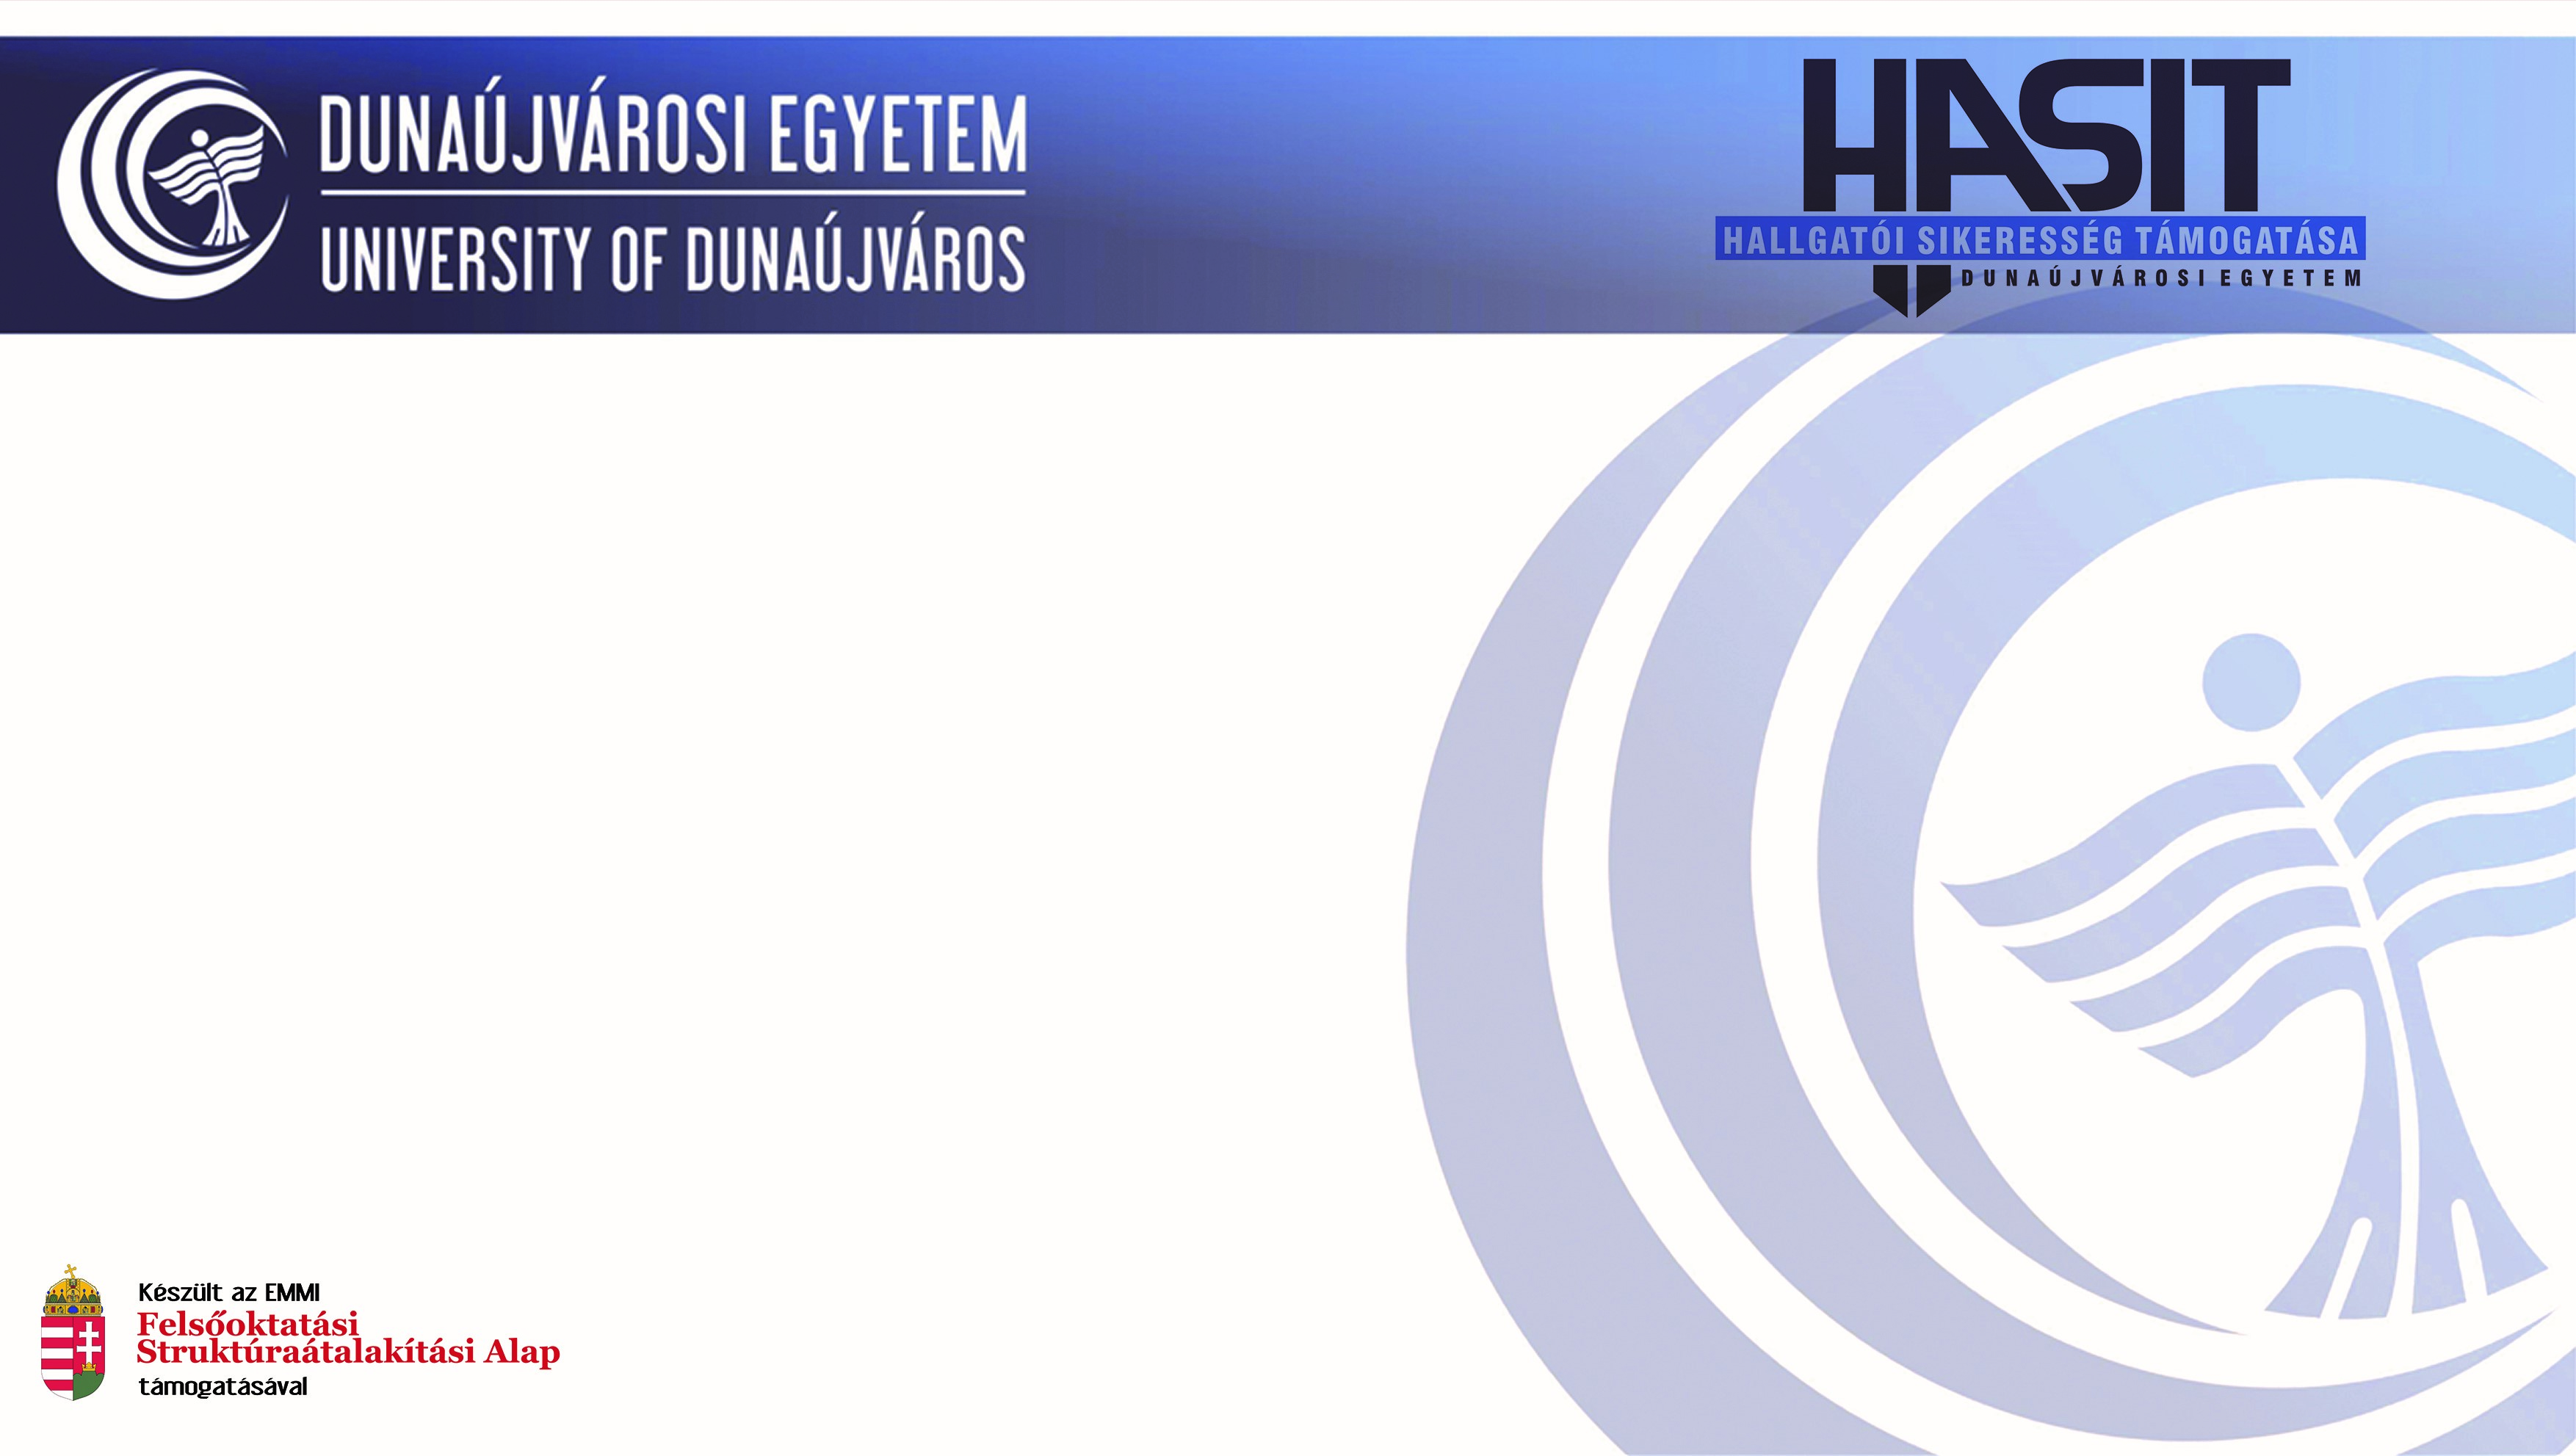 DUNAÚJVÁROSI EGYETEM
UNIVERSITY OF DUNAÚJVÁROS
HASIT
HALLGATÓI SIKERESSÉG TÁMOGATÁSA
DUNAÚJVÁROSI EGYETEM
Készült az EMMI
Felsőoktatási
Struktúraátalakítási Alap
támogatásával